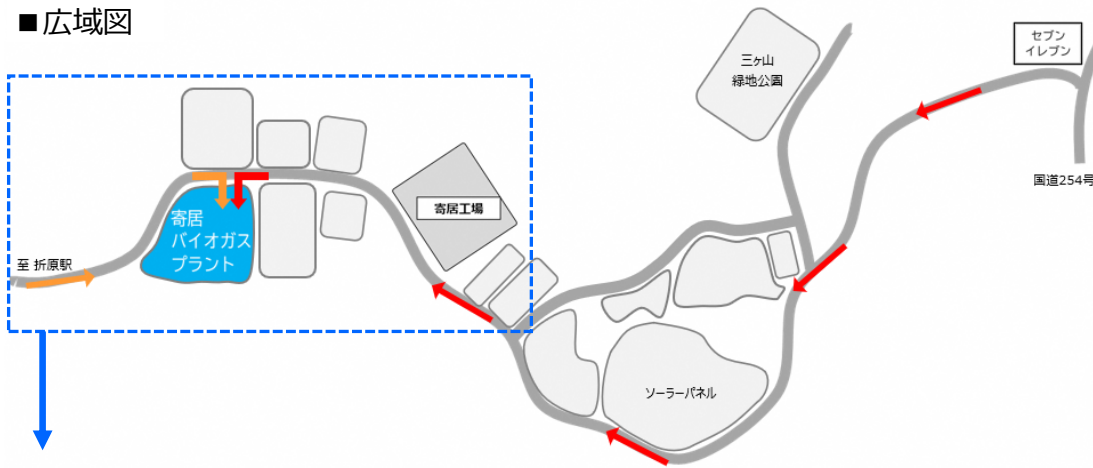 ■広域図
セブン
イレブン
三ヶ山
緑地公園
国道254号
寄居工場
寄居
バイオガス
プラント
至 折原駅
ソーラーパネル